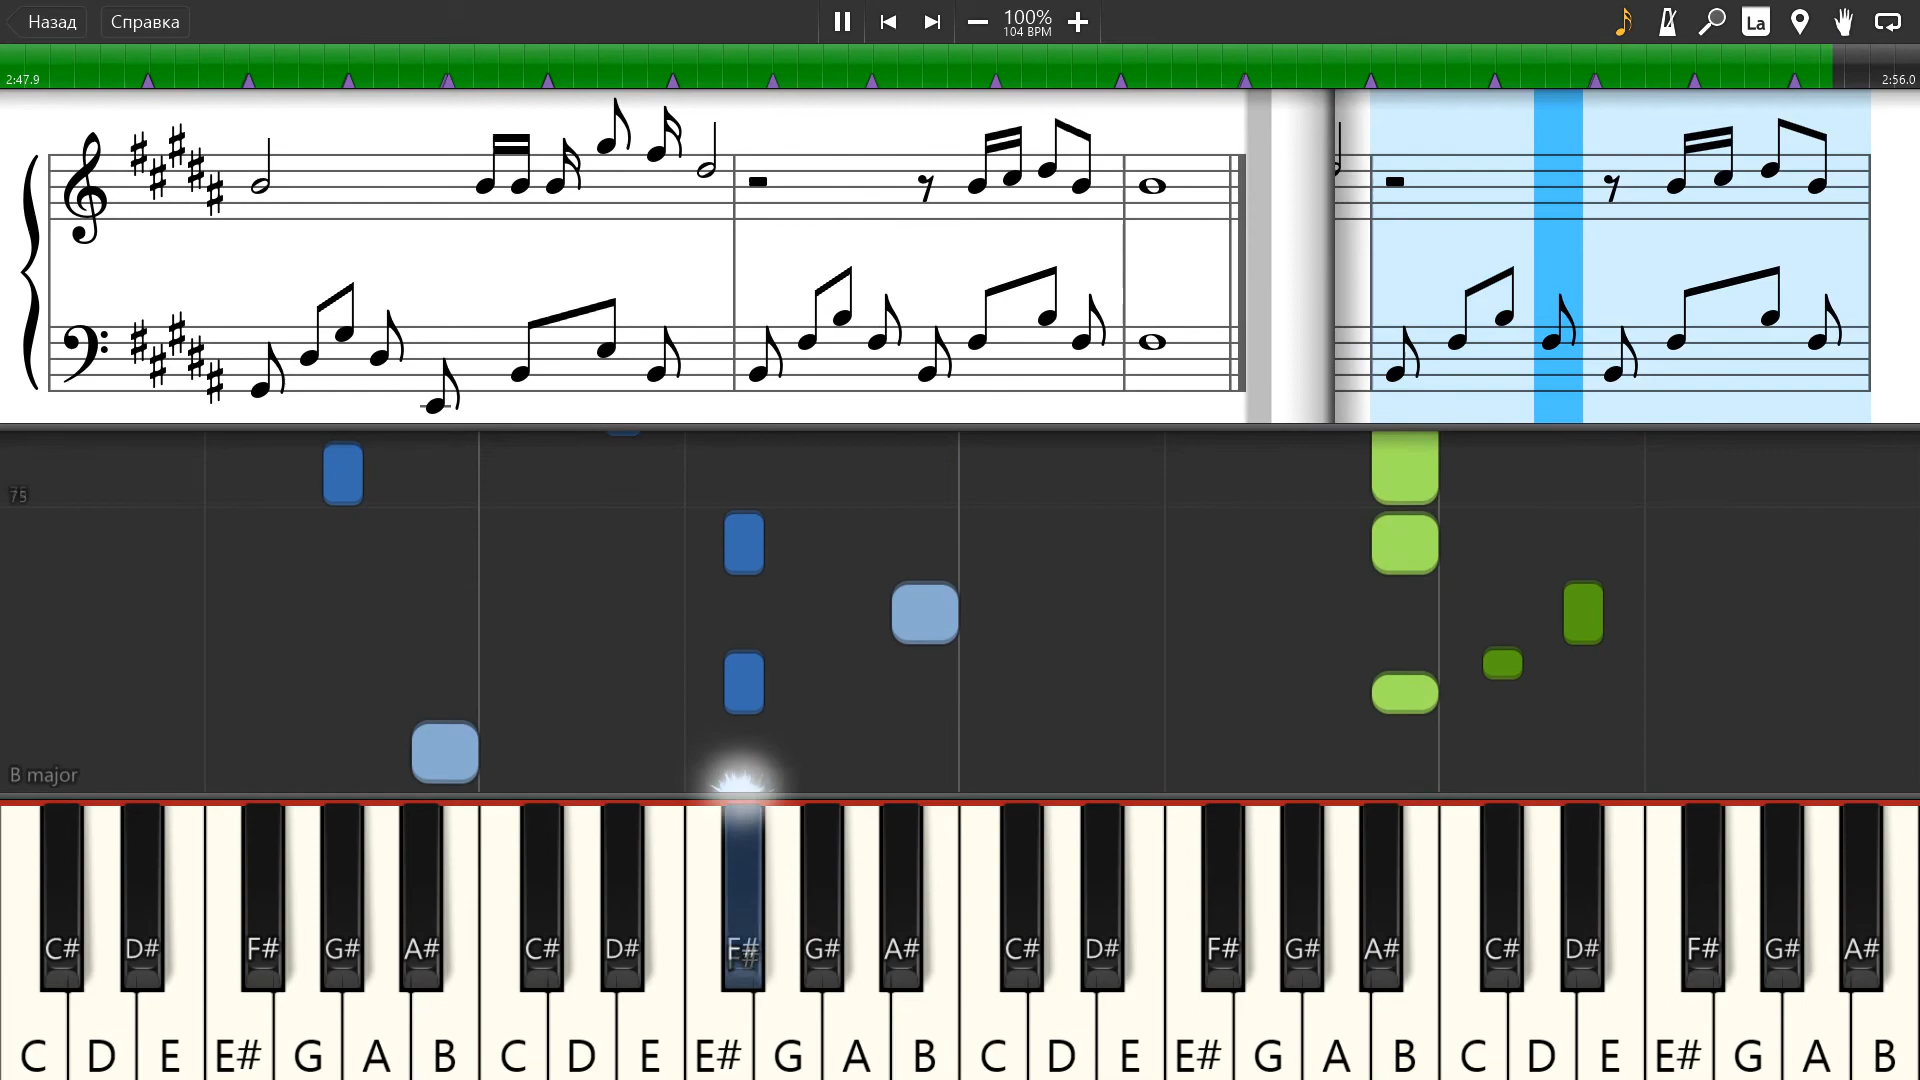 Назад Справка 100% La
104 BPM
2:47.9 2:56.0
75
B major
C# D# F# G# A# C# D# F# G# A# C# D# F# G# A# C# D# F# G# A#
C D E E# G A B C D E E# G A B C D E E# G A B C D E E# G A B